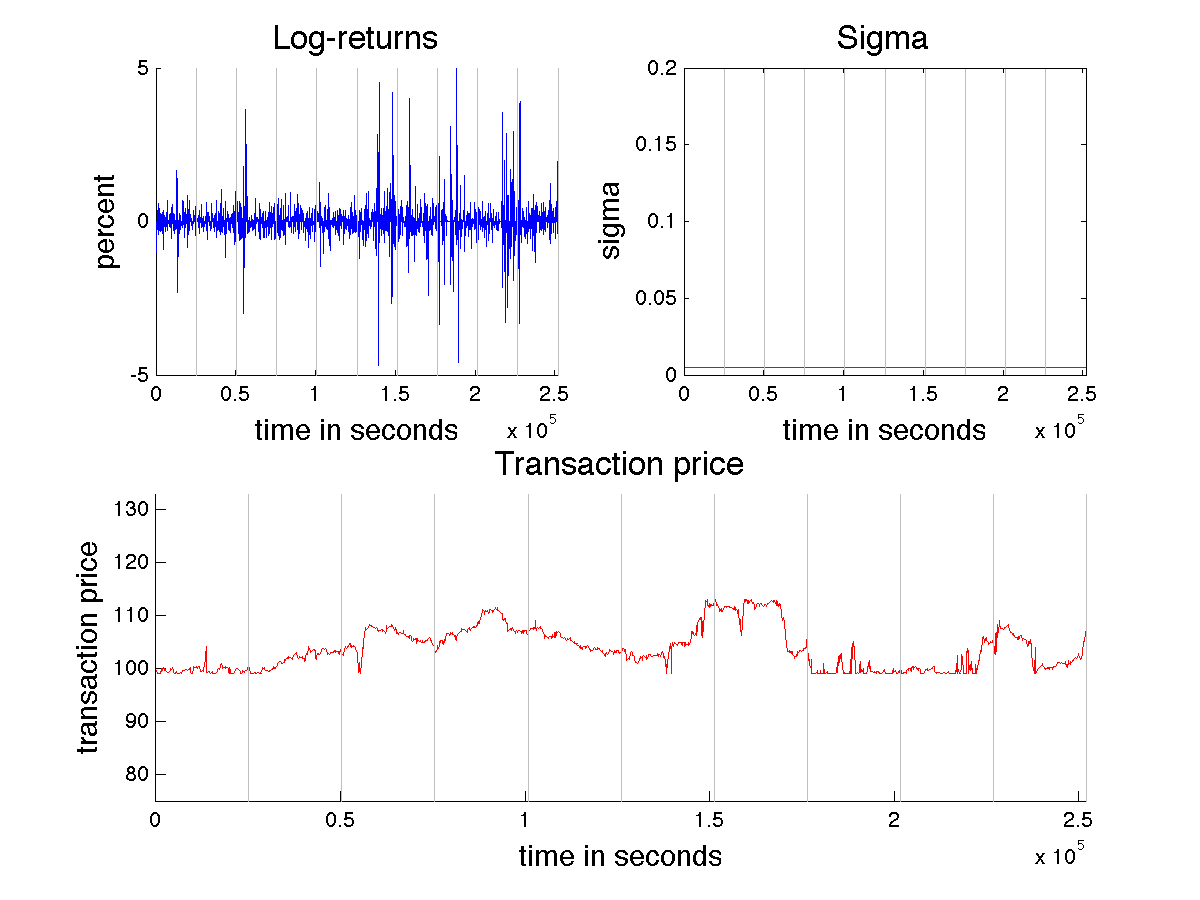 Log-returns
percent
5
0
-5
0
0.5
1
1.5
2
2.5
x 10^5
time in seconds
Sigma
sigma
0.2
0.15
0.1
0.05
0
0
0.5
1
1.5
2
2.5
x 10^5
time in seconds
Transaction price
transaction price
130
120
110
100
90
80
0
0.5
1
1.5
2
2.5
x 10^5
time in seconds